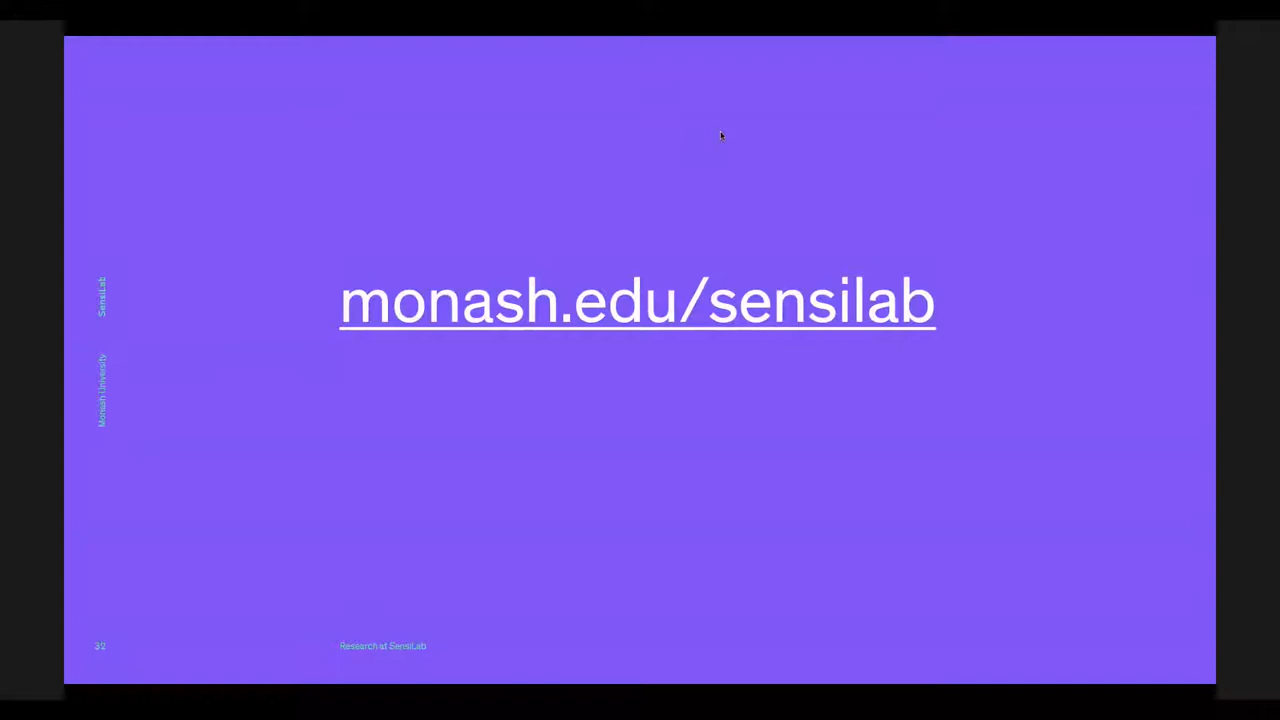 monash.edu/sensilab
SensiLab
Monash University
32
Research at SensiLab